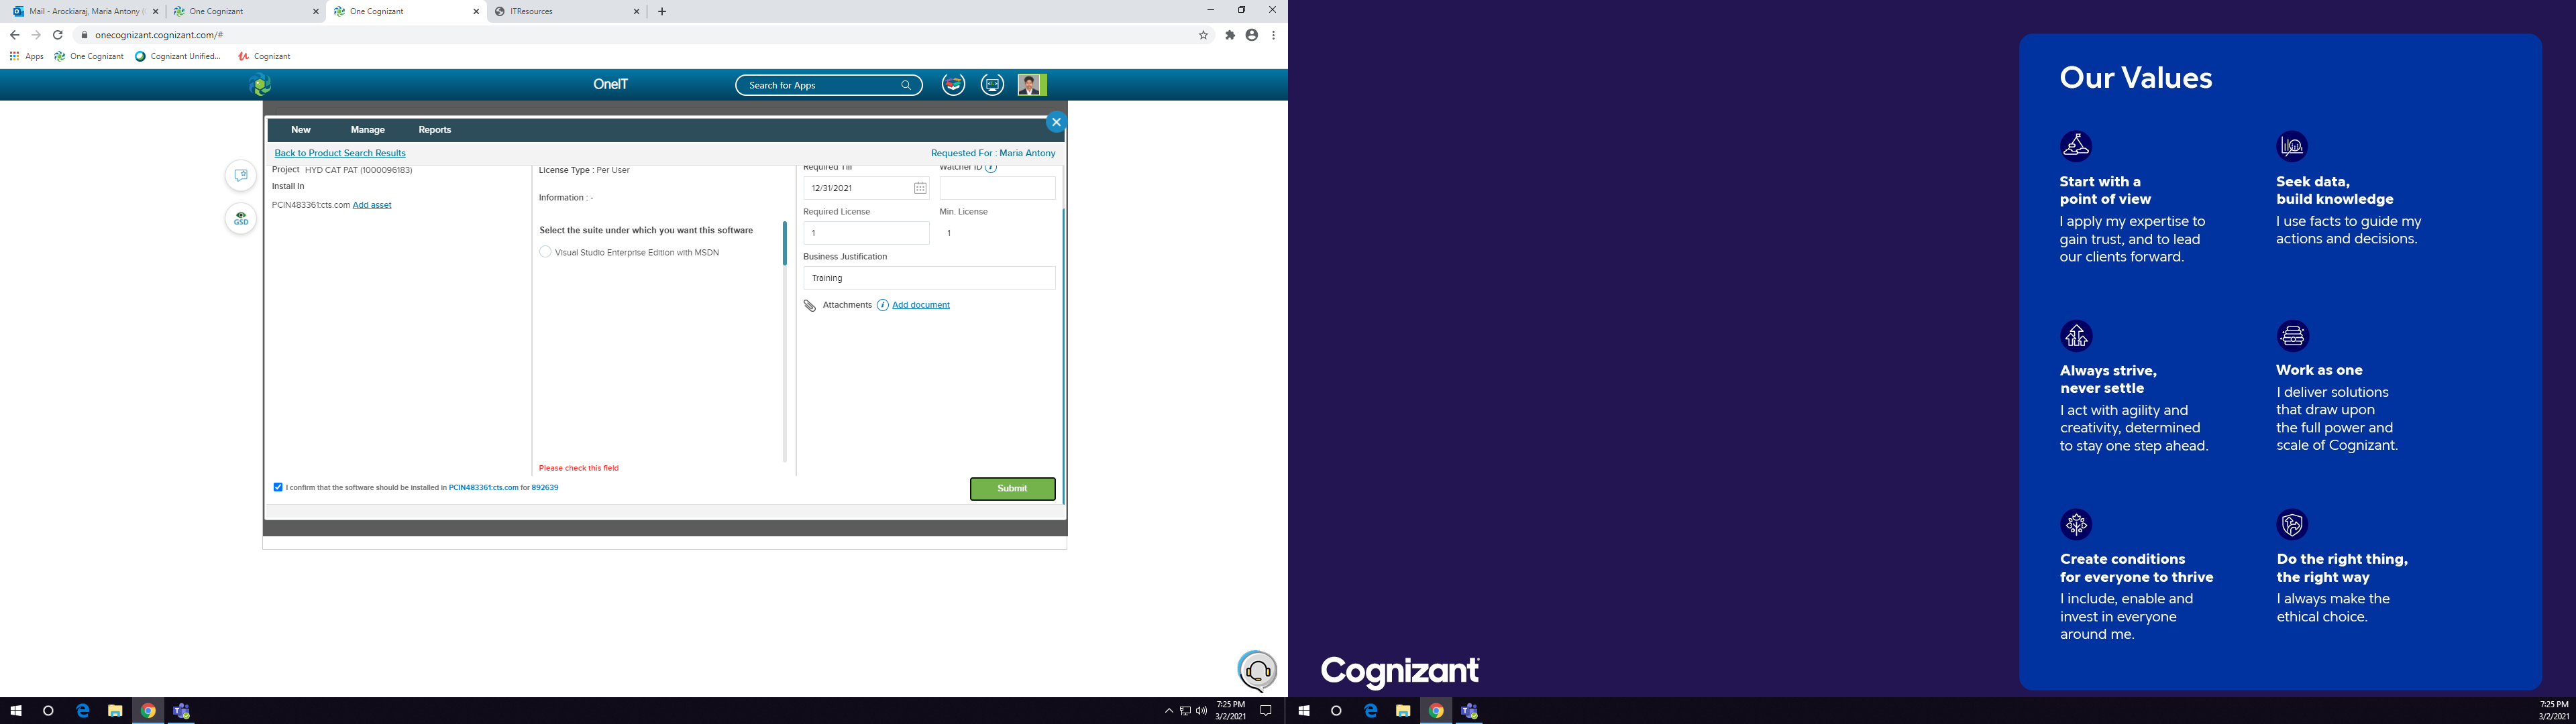 Mail - Arockiaraj, Maria Antony (
One Cognizant
One Cognizant
ITResources
onecognizant.cognizant.com/#
Apps
One Cognizant
Cognizant Unified...
Cognizant
OneIT
Search for Apps
New
Manage
Reports
Back to Product Search Results
Requested For : Maria Antony
Project HYD CAT PAT (1000096183)
Install In
PCIN483361:cts.com Add asset
GSD
License Type : Per User
Information : -
Select the suite under which you want this software
Visual Studio Enterprise Edition with MSDN
Please check this field
Required Till
Watcher ID
12/31/2021
Required License
Min. License
1
1
Business Justification
Training
Attachments
Add document
I confirm that the software should be installed in PCIN483361:cts.com for 892639
Submit
7:25 PM
3/2/2021
Our Values
Start with a
point of view
I apply my expertise to
gain trust, and to lead
our clients forward.
Seek data,
build knowledge
I use facts to guide my
actions and decisions.
Always strive,
never settle
I act with agility and
creativity, determined
to stay one step ahead.
Work as one
I deliver solutions
that draw upon
the full power and
scale of Cognizant.
Create conditions
for everyone to thrive
I include, enable and
invest in everyone
around me.
Do the right thing,
the right way
I always make the
ethical choice.
Cognizant
7:25 PM
3/2/2021